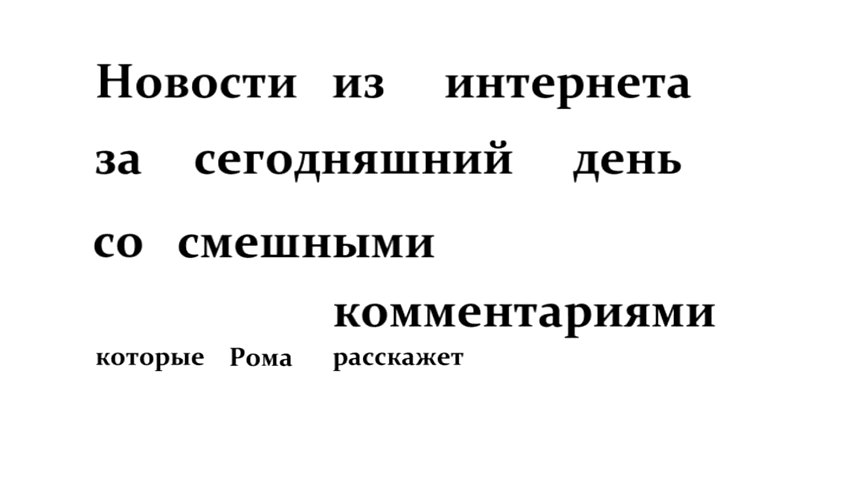 Новости из интернета
за сегодняшний день
со смешными
комментариями
которые Рома расскажет